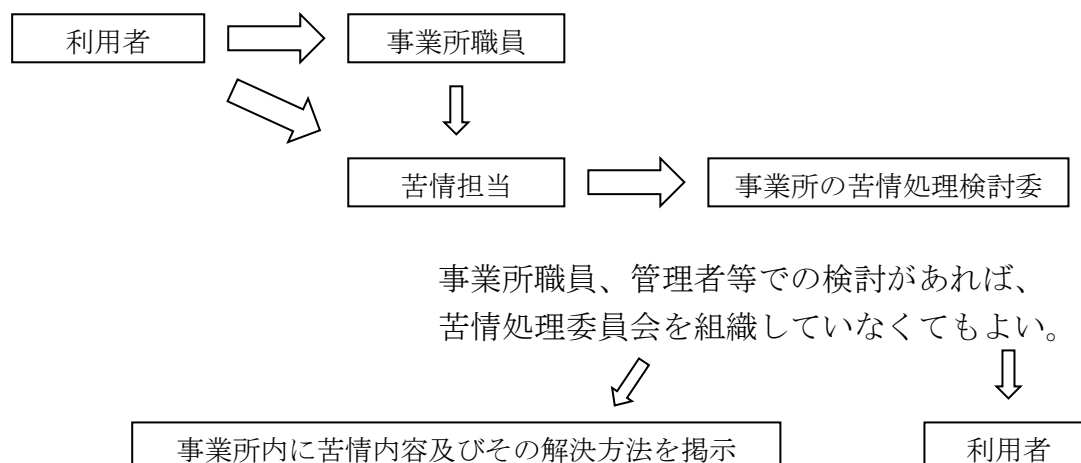 利用者
事業所職員
苦情担当
事業所の苦情処理検討委
事業所職員、管理者等での検討があれば、
苦情処理委員会を組織していなくてもよい。
事業所内に苦情内容及びその解決方法を掲示
利用者